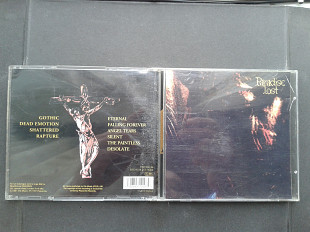 GOTHIC
DEAD EMOTION
SHATTERED
RAPTURE
ETERNAL
FALLING FOREVER
ANGEL TEARS
SILENT
THE PAINLESS
DESOLATE
Paradise
Lost